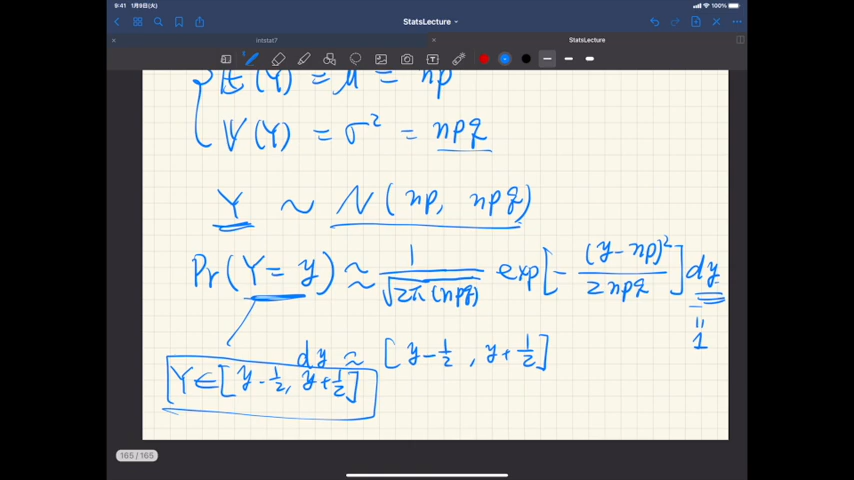 9:41 1月9日(火)
100%
StatsLecture
intstat7
StatsLecture
E(Y) = μ = np
V(Y) = σ² = npq
Y ~ N(np, npq)
Pr(Y = y) ≈ 1/√2π(npq) exp[-(y-np)²/2npq] dy
= 1
dy ≈ [y-1/2, y+1/2]
Y∈[y-1/2, y+1/2]
165/165